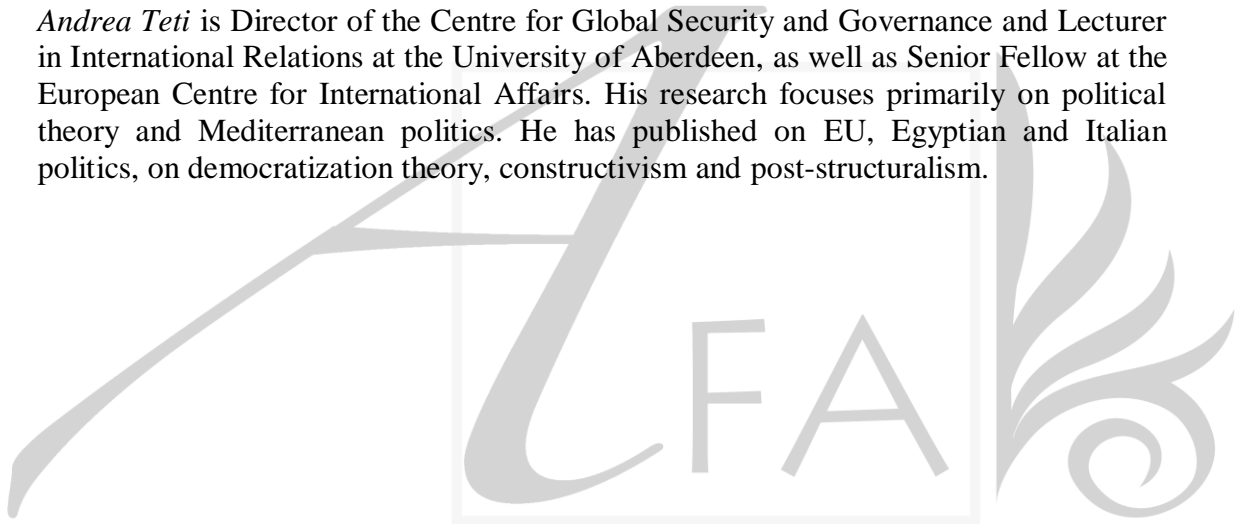 Andrea Teti is Director of the Centre for Global Security and Governance and Lecturer
in International Relations at the University of Aberdeen, as well as Senior Fellow at the
European Centre for International Affairs. His research focuses primarily on political
theory and Mediterranean politics. He has published on EU, Egyptian and Italian
politics, on democratization theory, constructivism and post-structuralism.
AFA